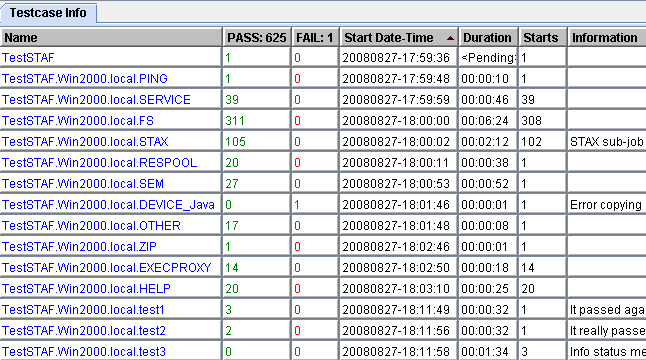 Testcase Info
Name PASS: 625 FAIL: 1 Start Date-Time Duration Starts Information
TestSTAF 1 0 20080827-17:59:36 <Pending> 1
TestSTAF.Win2000.local.PING 1 0 20080827-17:59:48 00:00:10 1
TestSTAF.Win2000.local.SERVICE 39 0 20080827-17:59:59 00:00:46 39
TestSTAF.Win2000.local.FS 311 0 20080827-18:00:00 00:06:24 308
TestSTAF.Win2000.local.STAX 105 0 20080827-18:00:02 00:02:12 102 STAX sub-job
TestSTAF.Win2000.local.RESPOOL 20 0 20080827-18:00:11 00:00:38 1
TestSTAF.Win2000.local.SEM 27 0 20080827-18:00:53 00:00:52 1
TestSTAF.Win2000.local.DEVICE_Java 0 1 20080827-18:01:46 00:00:01 1 Error copying
TestSTAF.Win2000.local.OTHER 17 0 20080827-18:01:48 00:00:08 1
TestSTAF.Win2000.local.ZIP 1 0 20080827-18:02:46 00:00:01 1
TestSTAF.Win2000.local.EXECPROXY 14 0 20080827-18:02:50 00:00:18 14
TestSTAF.Win2000.local.HELP 20 0 20080827-18:03:10 00:00:25 20
TestSTAF.Win2000.local.test1 3 0 20080827-18:11:49 00:00:32 1 It passed aga
TestSTAF.Win2000.local.test2 2 0 20080827-18:11:56 00:00:32 1 It really passe
TestSTAF.Win2000.local.test3 0 0 20080827-18:11:58 00:01:34 3 Info status me